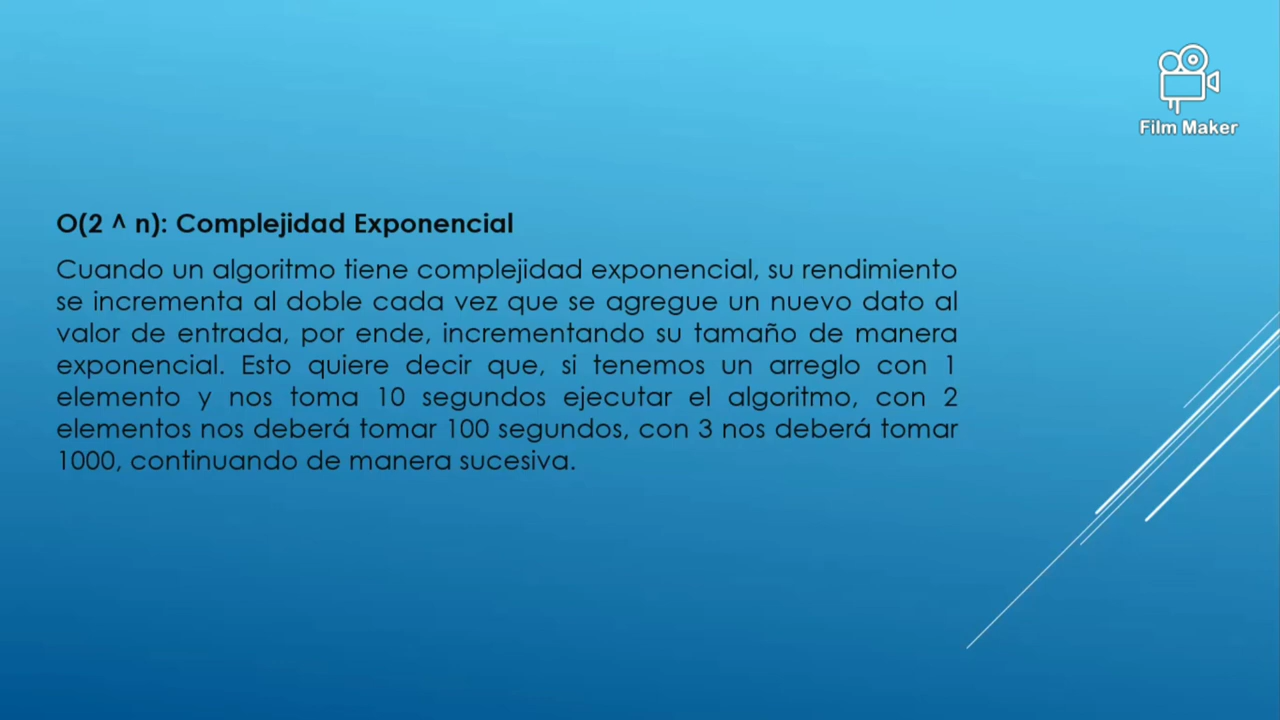 Film Maker
O(2 ^ n): Complejidad Exponencial
Cuando un algoritmo tiene complejidad exponencial, su rendimiento
se incrementa al doble cada vez que se agregue un nuevo dato al
valor de entrada, por ende, incrementando su tamaño de manera
exponencial. Esto quiere decir que, si tenemos un arreglo con 1
elemento y nos toma 10 segundos ejecutar el algoritmo, con 2
elementos nos deberá tomar 100 segundos, con 3 nos deberá tomar
1000, continuando de manera sucesiva.